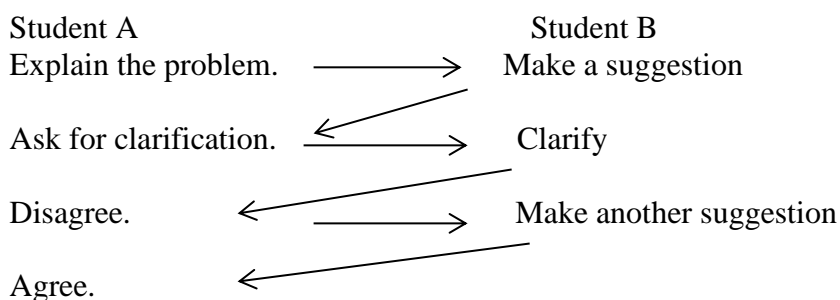 Student A Student B
Explain the problem. Make a suggestion
Ask for clarification. Clarify
Disagree. Make another suggestion
Agree.